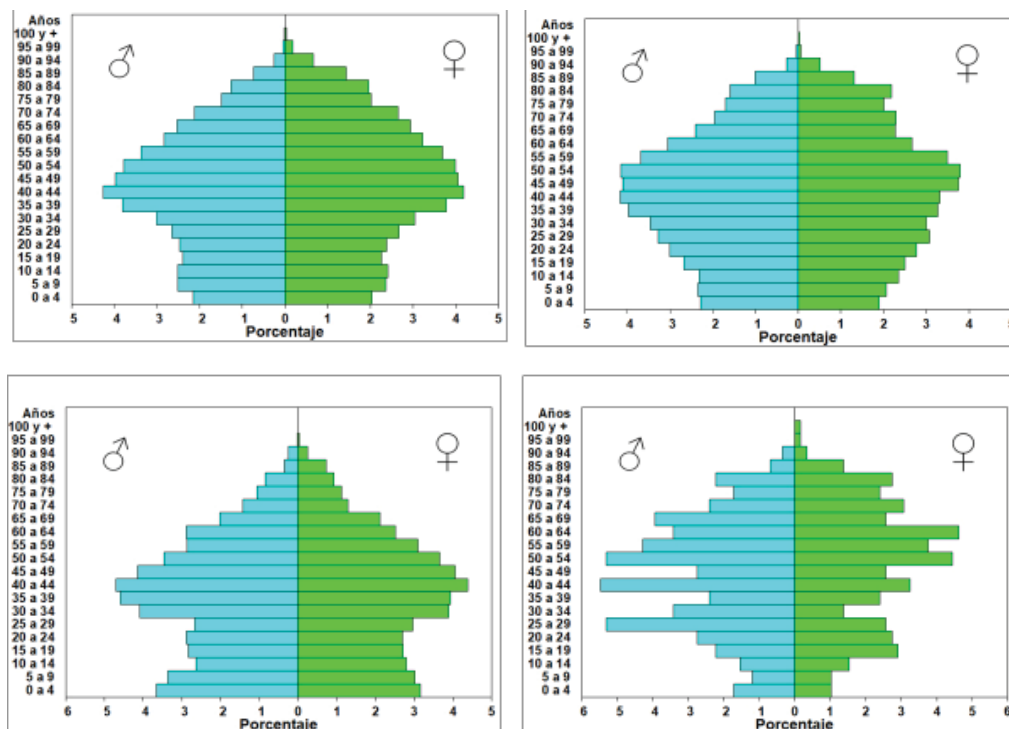 Años
100 y +
95 a 99
90 a 94
85 a 89
80 a 84
75 a 79
70 a 74
65 a 69
60 a 64
55 a 59
50 a 54
45 a 49
40 a 44
35 a 39
30 a 34
25 a 29
20 a 24
15 a 19
10 a 14
5 a 9
0 a 4
5 4 3 2 1 0 1 2 3 4 5
Porcentaje
Años
100 y +
95 a 99
90 a 94
85 a 89
80 a 84
75 a 79
70 a 74
65 a 69
60 a 64
55 a 59
50 a 54
45 a 49
40 a 44
35 a 39
30 a 34
25 a 29
20 a 24
15 a 19
10 a 14
5 a 9
0 a 4
5 4 3 2 1 0 1 2 3 4 5
Porcentaje
Años
100 y +
95 a 99
90 a 94
85 a 89
80 a 84
75 a 79
70 a 74
65 a 69
60 a 64
55 a 59
50 a 54
45 a 49
40 a 44
35 a 39
30 a 34
25 a 29
20 a 24
15 a 19
10 a 14
5 a 9
0 a 4
6 5 4 3 2 1 0 1 2 3 4 5
Porcentaje
Años
100 y +
95 a 99
90 a 94
85 a 89
80 a 84
75 a 79
70 a 74
65 a 69
60 a 64
55 a 59
50 a 54
45 a 49
40 a 44
35 a 39
30 a 34
25 a 29
20 a 24
15 a 19
10 a 14
5 a 9
0 a 4
6 5 4 3 2 1 0 1 2 3 4 5 6
Porcentaje